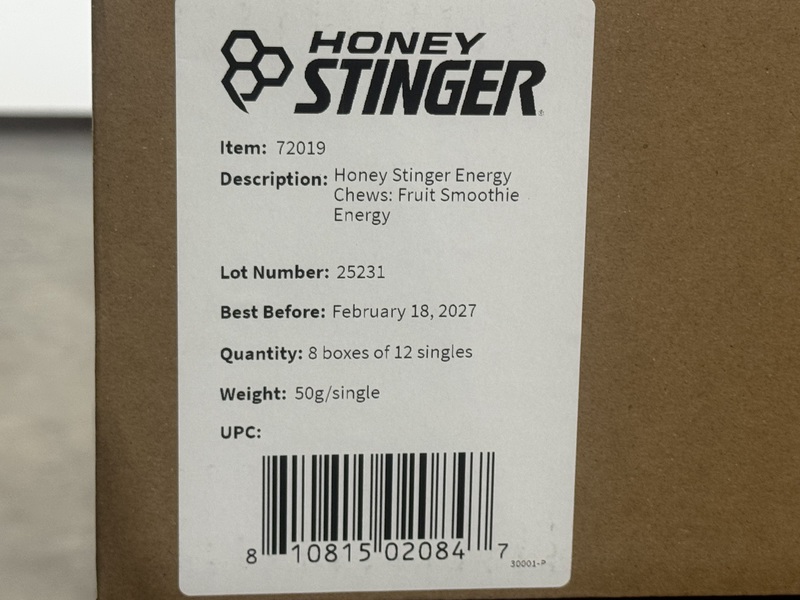 HONEY
STINGER
Item: 72019
Description: Honey Stinger Energy
Chews: Fruit Smoothie
Energy
Lot Number: 25231
Best Before: February 18, 2027
Quantity: 8 boxes of 12 singles
Weight: 50g/single
UPC:
8 10815 02084 7
30001-P